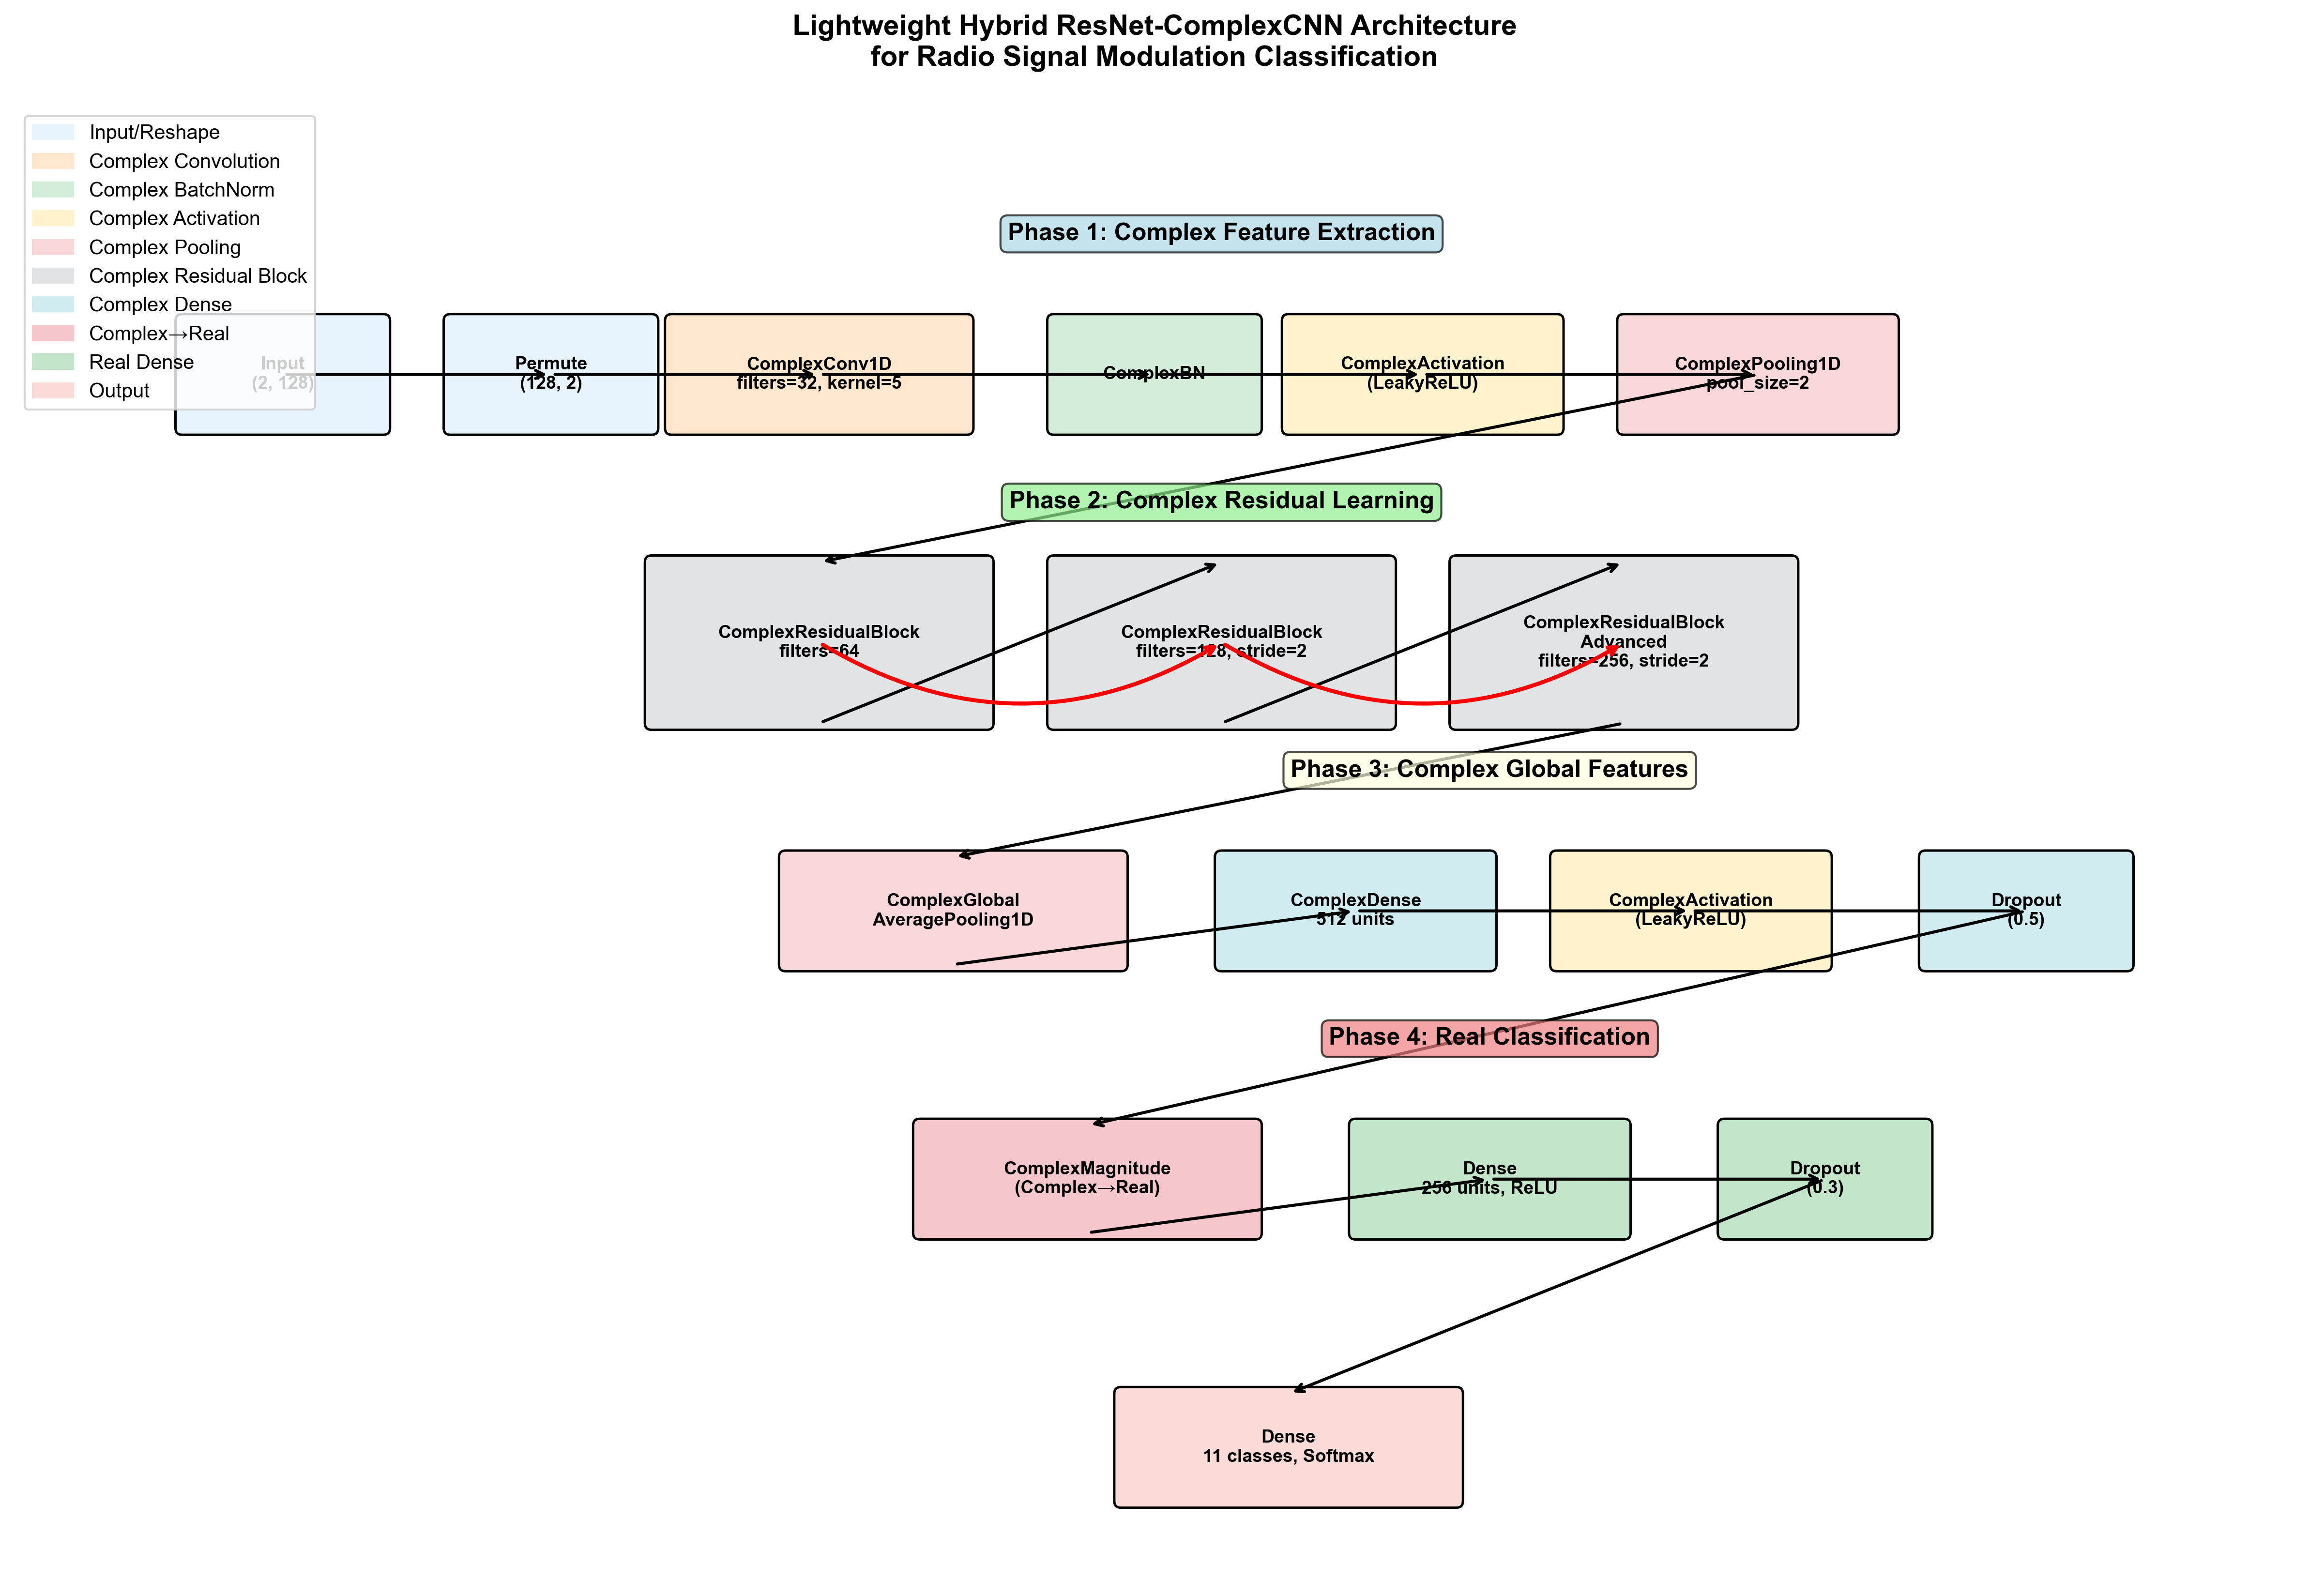 Lightweight Hybrid ResNet-ComplexCNN Architecture
for Radio Signal Modulation Classification
Input/Reshape
Complex Convolution
Complex BatchNorm
Complex Activation
Complex Pooling
Complex Residual Block
Complex Dense
Complex→Real
Real Dense
Output
Phase 1: Complex Feature Extraction
Input
(2, 128)
Permute
(128, 2)
ComplexConv1D
filters=32, kernel=5
ComplexBN
ComplexActivation
(LeakyReLU)
ComplexPooling1D
pool_size=2
Phase 2: Complex Residual Learning
ComplexResidualBlock
filters=64
ComplexResidualBlock
filters=128, stride=2
ComplexResidualBlock
Advanced
filters=256, stride=2
Phase 3: Complex Global Features
ComplexGlobal
AveragePooling1D
ComplexDense
512 units
ComplexActivation
(LeakyReLU)
Dropout
(0.5)
Phase 4: Real Classification
ComplexMagnitude
(Complex→Real)
Dense
256 units, ReLU
Dropout
(0.3)
Dense
11 classes, Softmax